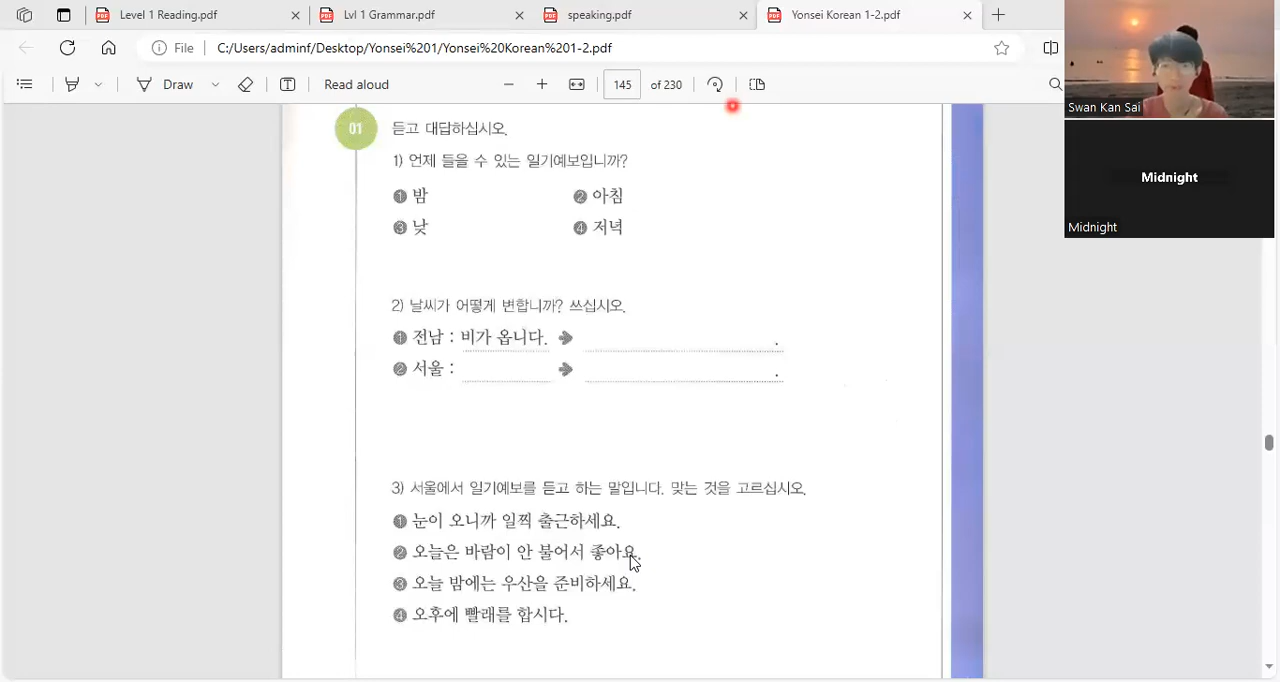 Level 1 Reading.pdf
Lvl 1 Grammar.pdf
speaking.pdf
Yonsei Korean 1-2.pdf
File C:/Users/adminf/Desktop/Yonsei%201/Yonsei%20Korean%201-2.pdf
Draw Read aloud 145 of 230
Swan Kan Sai
Midnight
Midnight
01 듣고 대답하십시오.
1) 언제 들을 수 있는 일기예보입니까?
❶ 밤 ❷ 아침
❸ 낮 ❹ 저녁
2) 날씨가 어떻게 변합니까? 쓰십시오.
❶ 전남 : 비가 옵니다. ➔ .
❷ 서울 : ➔ .
3) 서울에서 일기예보를 듣고 하는 말입니다. 맞는 것을 고르십시오.
❶ 눈이 오니까 일찍 출근하세요.
❷ 오늘은 바람이 안 불어서 좋아요.
❸ 오늘 밤에는 우산을 준비하세요.
❹ 오후에 빨래를 합시다.